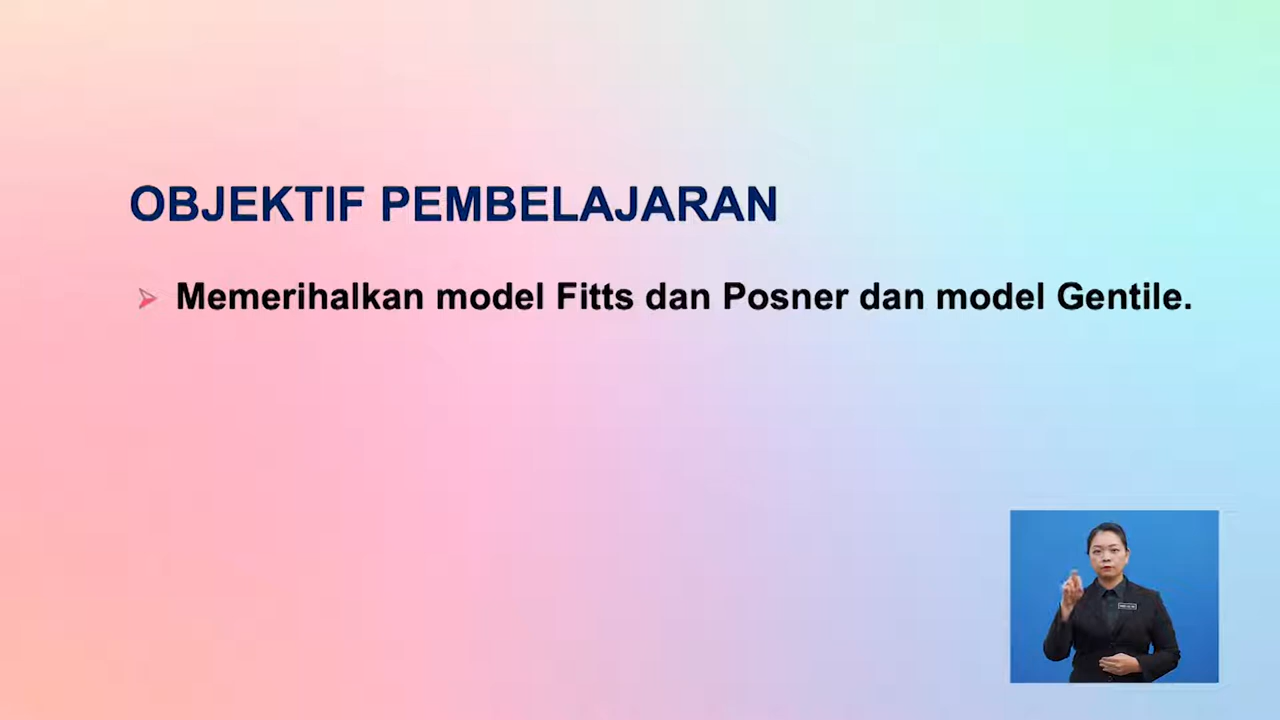 OBJEKTIF PEMBELAJARAN
Memerihalkan model Fitts dan Posner dan model Gentile.